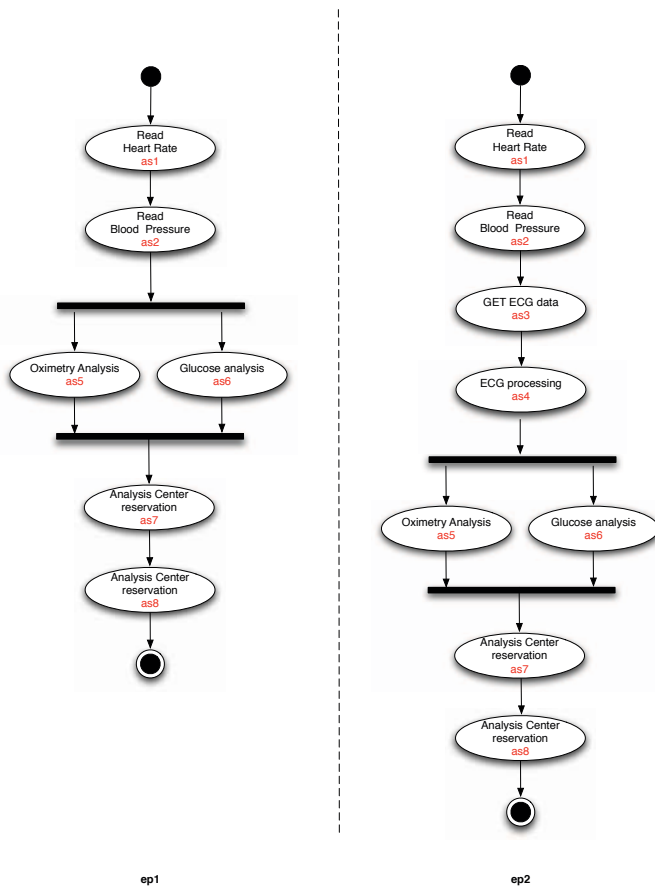 Read
Heart Rate
as1
Read
Blood Pressure
as2
Oximetry Analysis
as5
Glucose analysis
as6
Analysis Center
reservation
as7
Analysis Center
reservation
as8
ep1
Read
Heart Rate
as1
Read
Blood Pressure
as2
GET ECG data
as3
ECG processing
as4
Oximetry Analysis
as5
Glucose analysis
as6
Analysis Center
reservation
as7
Analysis Center
reservation
as8
ep2